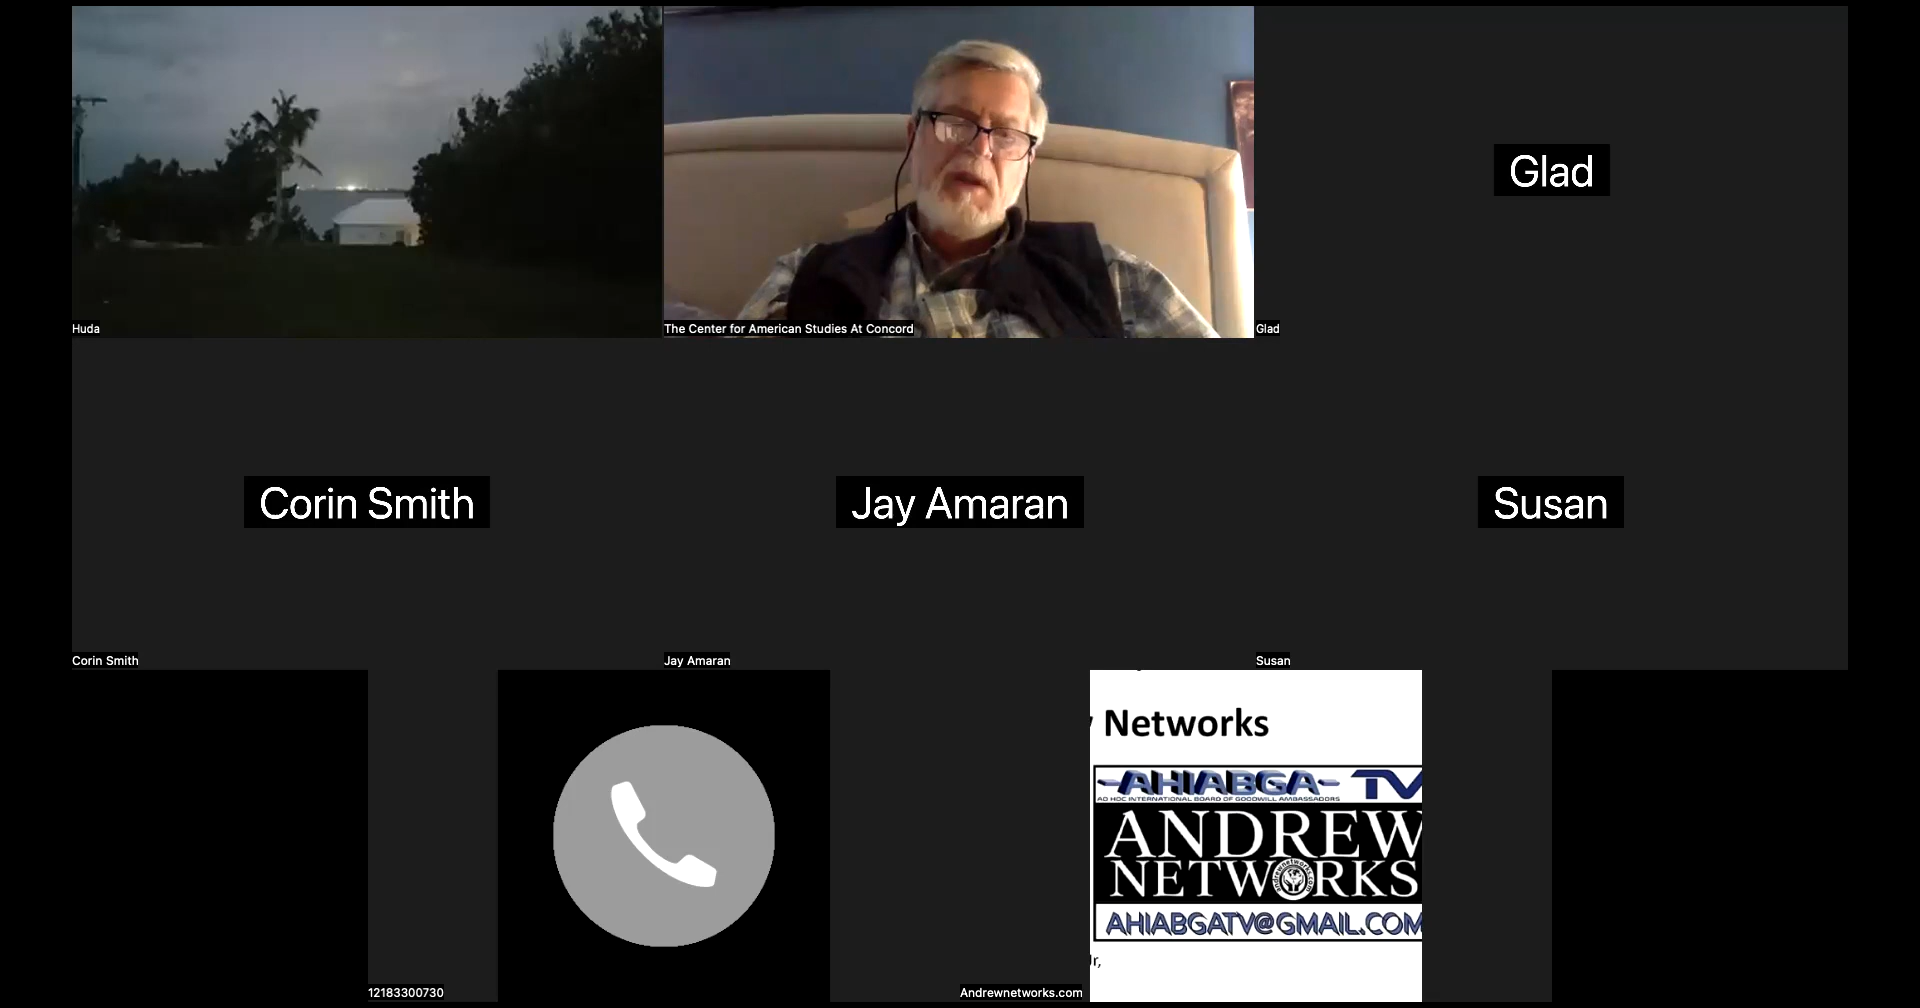 Glad
Huda
The Center for American Studies At Concord
Glad
Corin Smith
Jay Amaran
Susan
Corin Smith
Jay Amaran
Susan
Networks
-AHIABGA- TV
AD HOC INTERNATIONAL BOARD OF GOODWILL AMBASSADORS
ANDREW
NETWORKS
AHIABGATV@GMAIL.COM
Jr,
12183300730
Andrewnetworks.com